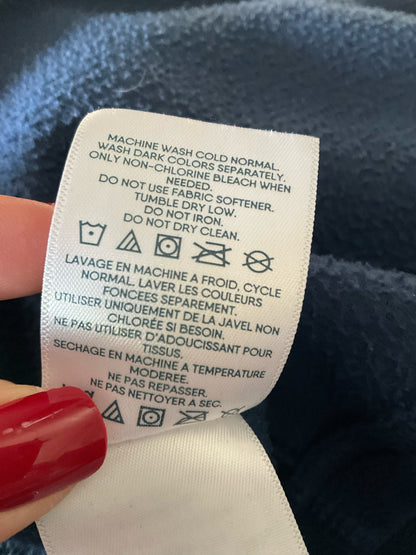 MACHINE WASH COLD NORMAL.
WASH DARK COLORS SEPARATELY.
ONLY NON-CHLORINE BLEACH WHEN
NEEDED.
DO NOT USE FABRIC SOFTENER.
TUMBLE DRY LOW.
DO NOT IRON.
DO NOT DRY CLEAN.
LAVAGE EN MACHINE A FROID, CYCLE
NORMAL. LAVER LES COULEURS
FONCEES SEPAREMENT.
UTILISER UNIQUEMENT DE LA JAVEL NON
CHLORÉE SI BESOIN.
NE PAS UTILISER D'ADOUCISSANT POUR
TISSUS.
SECHAGE EN MACHINE A TEMPERATURE
MODEREE.
NE PAS REPASSER.
NE PAS NETTOYER A SEC.